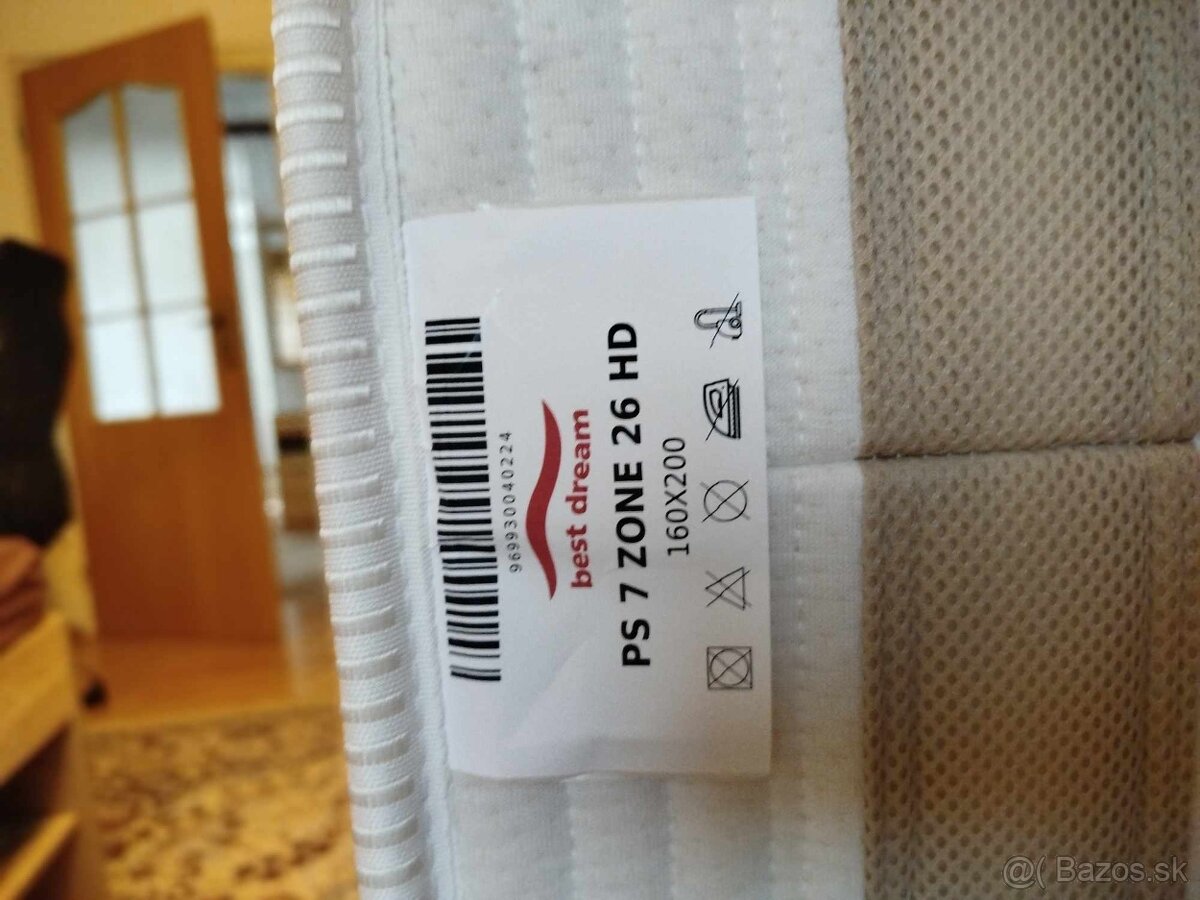 969930040224
best dream
PS 7 ZONE 26 HD
160X200
@( Bazos.sk